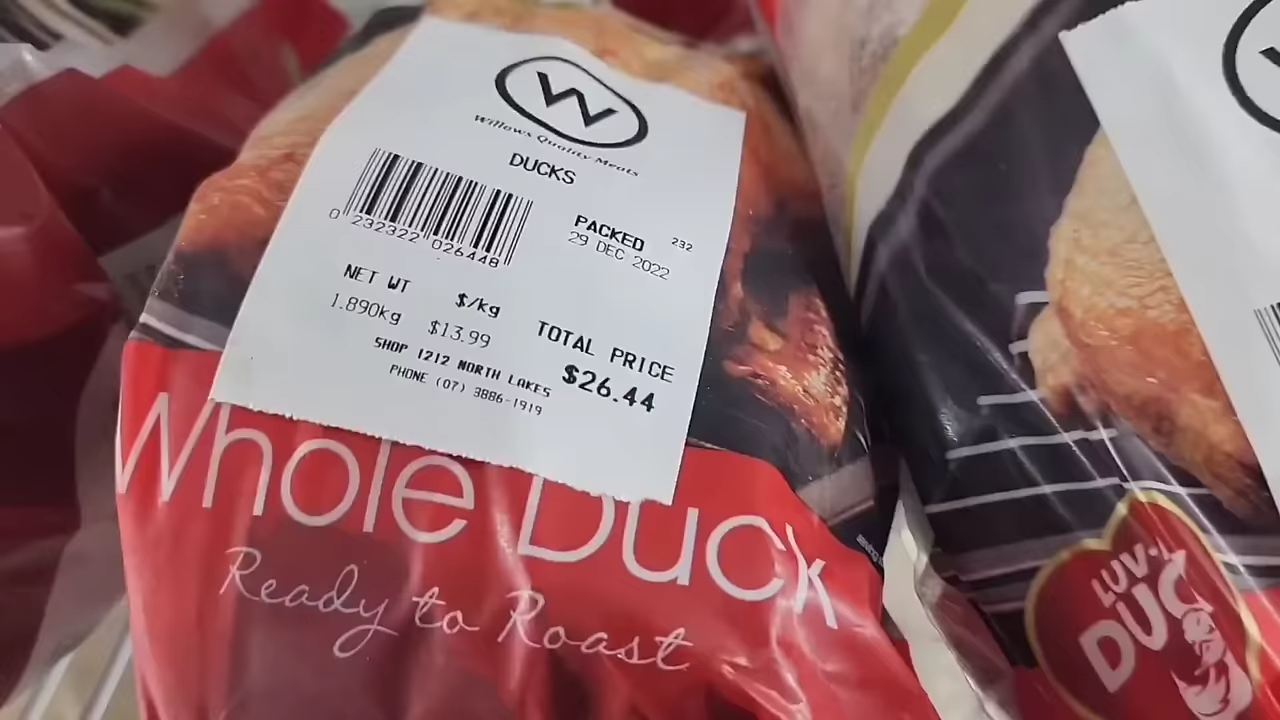 W
Willows Quality Meats
DUCKS
0 232322 026448
PACKED 232
29 DEC 2022
NET WT $/kg
1.890kg $13.99
TOTAL PRICE
$26.44
SHOP 1212 NORTH LAKES
PHONE (07) 3886-1919
Whole Duck
Ready to Roast
LUV-A
DUC